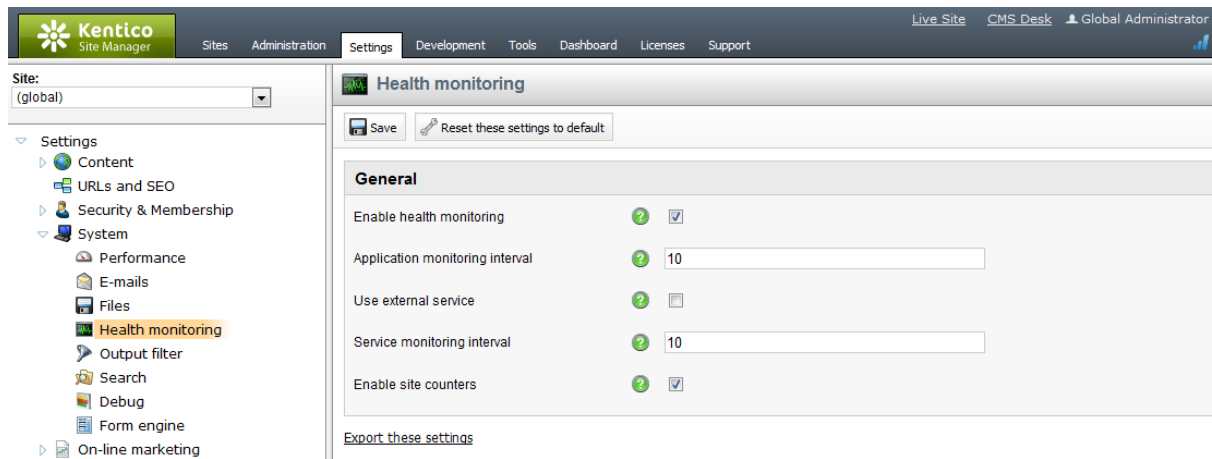 Kentico
Site Manager
Live Site CMS Desk Global Administrator
Sites Administration Settings Development Tools Dashboard Licenses Support
Site:
(global)
Settings
Content
URLs and SEO
Security & Membership
System
Performance
E-mails
Files
Health monitoring
Output filter
Search
Debug
Form engine
On-line marketing
Health monitoring
Save Reset these settings to default
General
Enable health monitoring
Application monitoring interval 10
Use external service
Service monitoring interval 10
Enable site counters
Export these settings